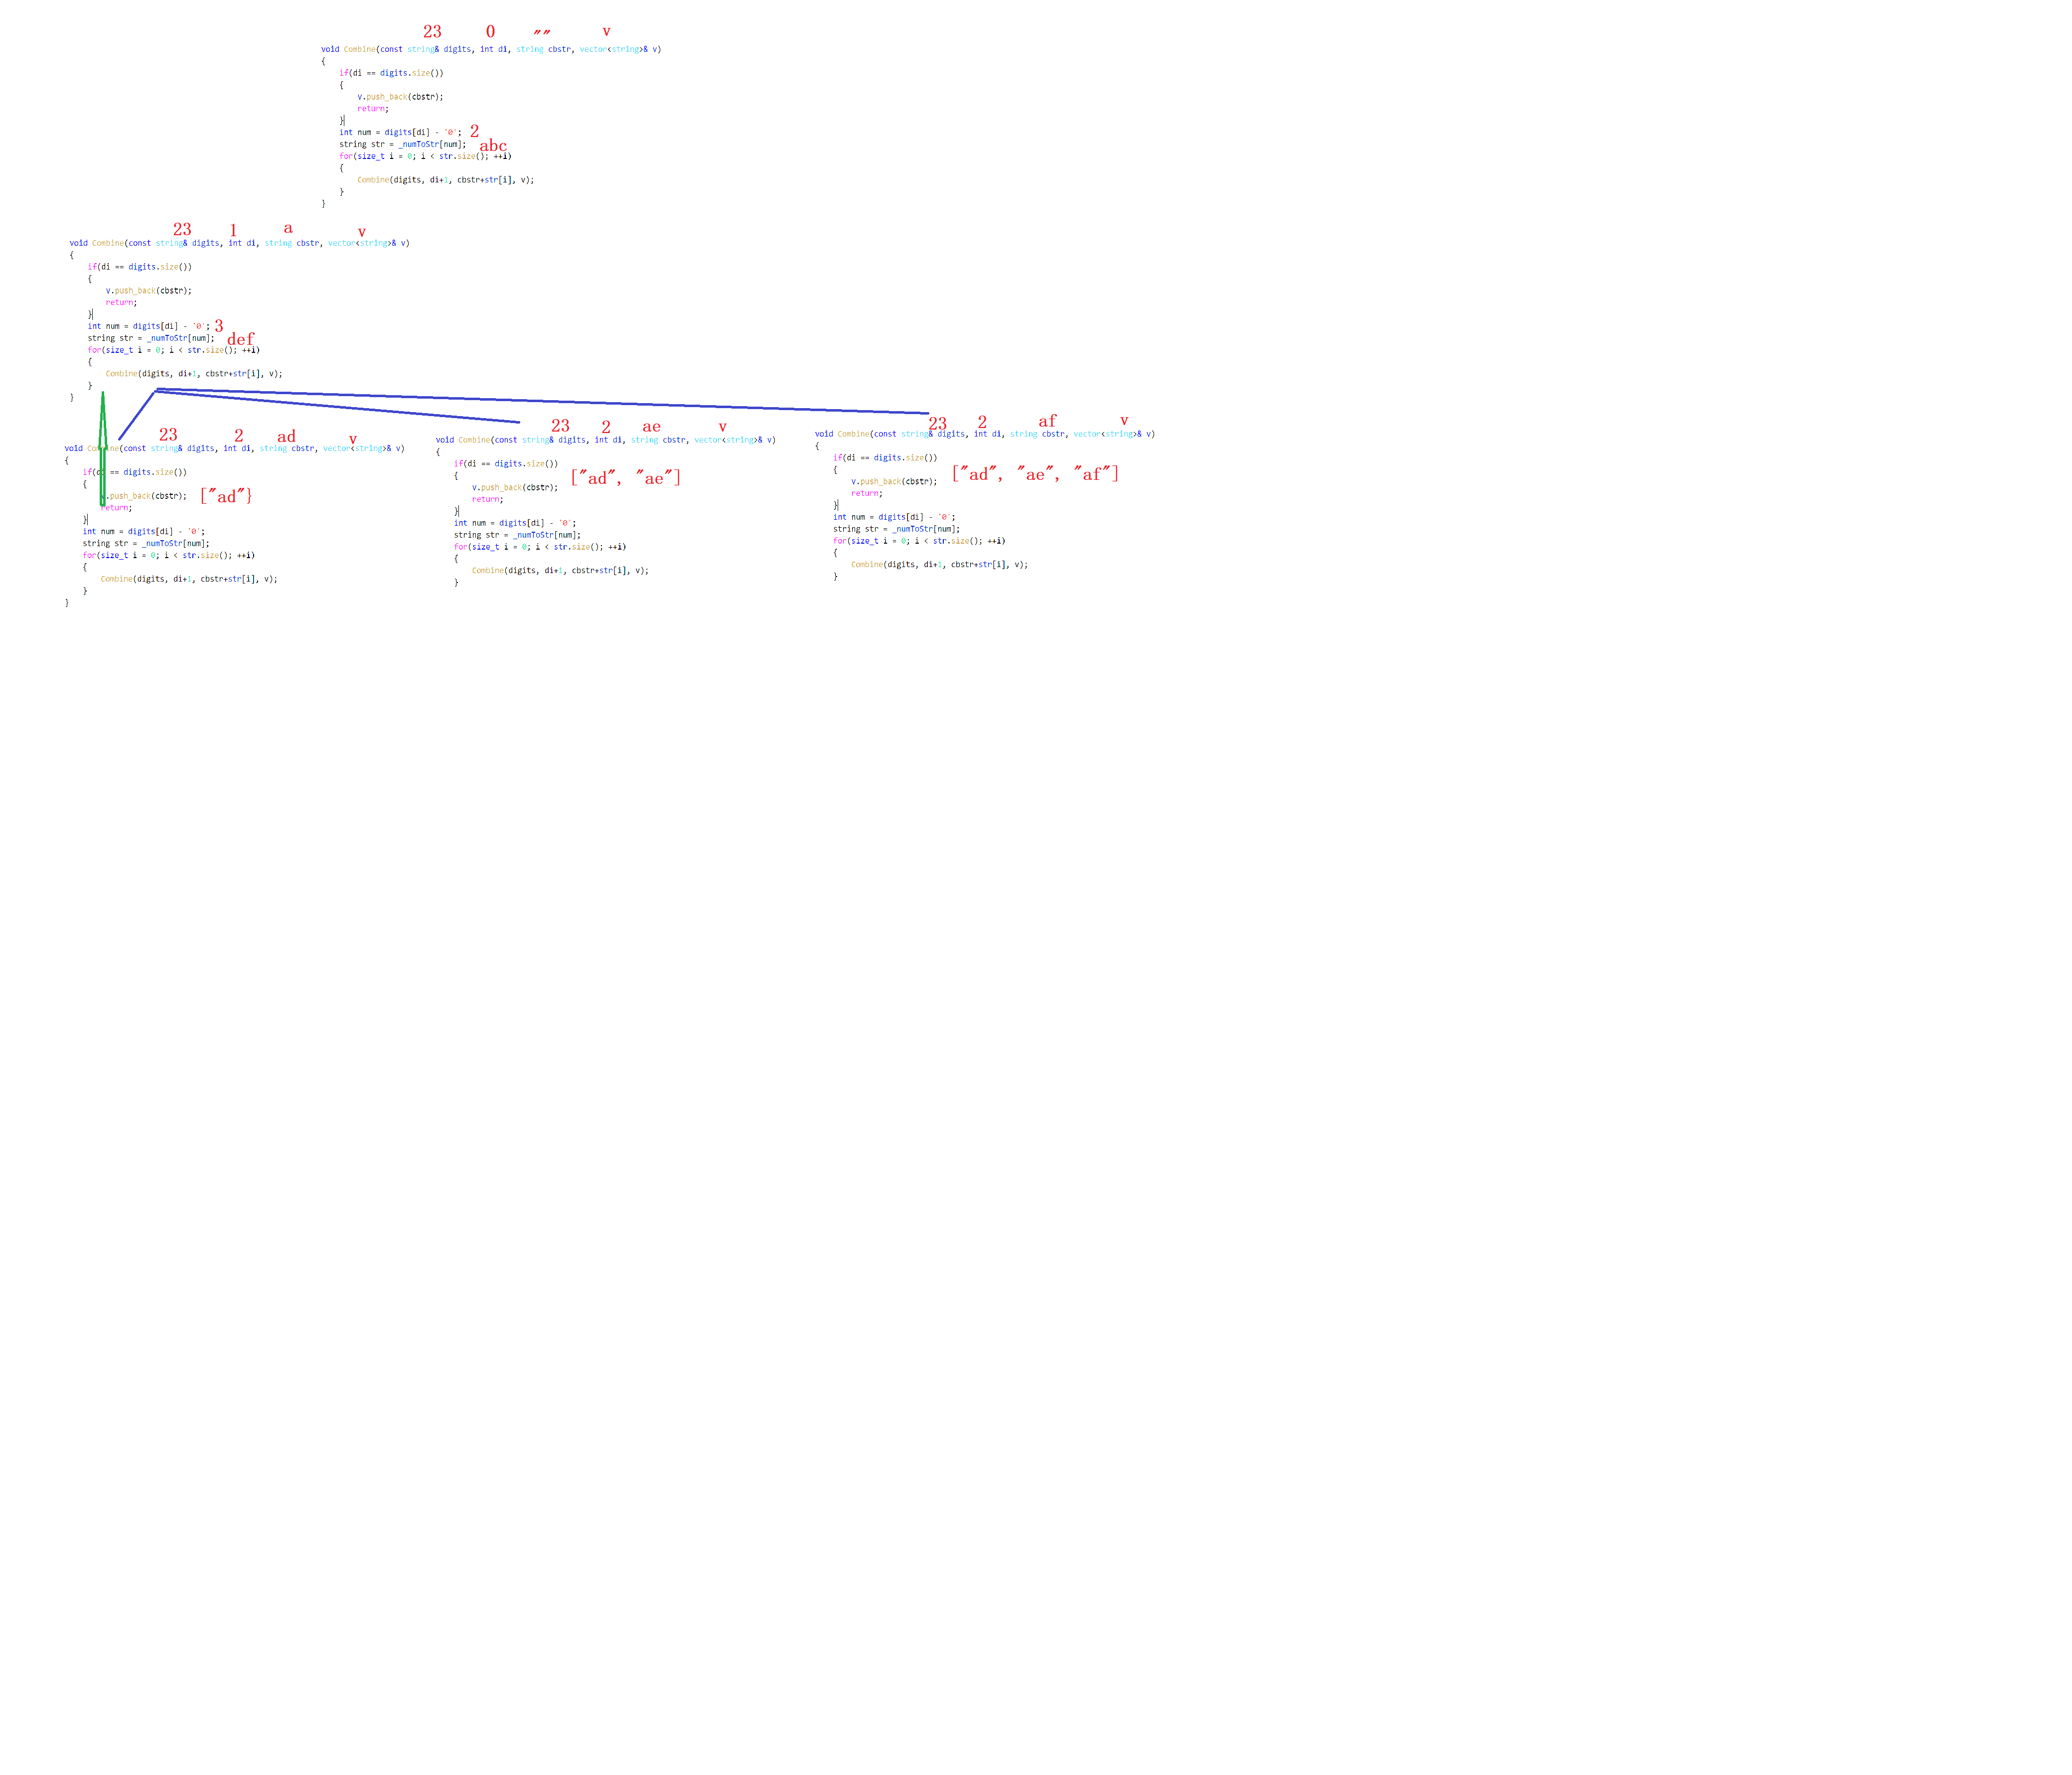 23 0 "" v
void Combine(const string& digits, int di, string cbstr, vector<string>& v)
{
if(di == digits.size())
{
v.push_back(cbstr);
return;
}
int num = digits[di] - '0'; 2
string str = _numToStr[num]; abc
for(size_t i = 0; i < str.size(); ++i)
{
Combine(digits, di+1, cbstr+str[i], v);
}
}
23 1 a v
void Combine(const string& digits, int di, string cbstr, vector<string>& v)
{
if(di == digits.size())
{
v.push_back(cbstr);
return;
}
int num = digits[di] - '0'; 3
string str = _numToStr[num]; def
for(size_t i = 0; i < str.size(); ++i)
{
Combine(digits, di+1, cbstr+str[i], v);
}
}
23 2 ad v
void Combine(const string& digits, int di, string cbstr, vector<string>& v)
{
if(di == digits.size())
{
v.push_back(cbstr); ["ad"}
return;
}
int num = digits[di] - '0';
string str = _numToStr[num];
for(size_t i = 0; i < str.size(); ++i)
{
Combine(digits, di+1, cbstr+str[i], v);
}
}
23 2 ae v
void Combine(const string& digits, int di, string cbstr, vector<string>& v)
{
if(di == digits.size())
{ ["ad", "ae"]
v.push_back(cbstr);
return;
}
int num = digits[di] - '0';
string str = _numToStr[num];
for(size_t i = 0; i < str.size(); ++i)
{
Combine(digits, di+1, cbstr+str[i], v);
}
23 2 af v
void Combine(const string& digits, int di, string cbstr, vector<string>& v)
{
if(di == digits.size())
{ ["ad", "ae", "af"]
v.push_back(cbstr);
return;
}
int num = digits[di] - '0';
string str = _numToStr[num];
for(size_t i = 0; i < str.size(); ++i)
{
Combine(digits, di+1, cbstr+str[i], v);
}